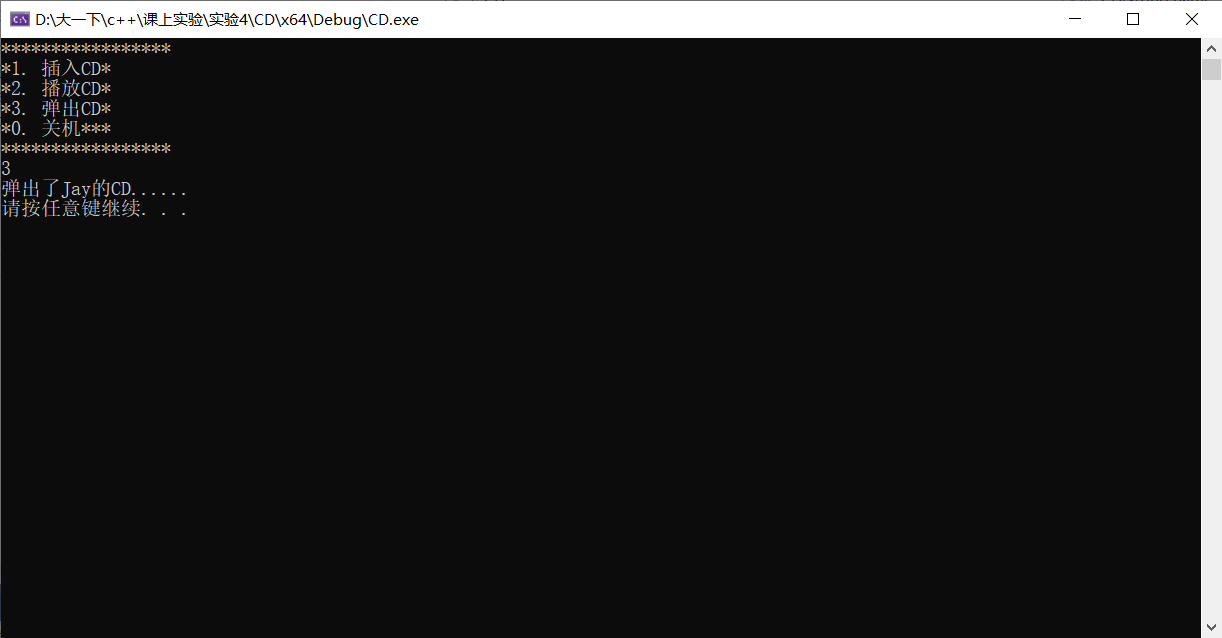 D:\大一下\c++\课上实验\实验4\CD\x64\Debug\CD.exe
*****************
*1. 插入CD*
*2. 播放CD*
*3. 弹出CD*
*0. 关机***
*****************
3
弹出了Jay的CD......
请按任意键继续. . .